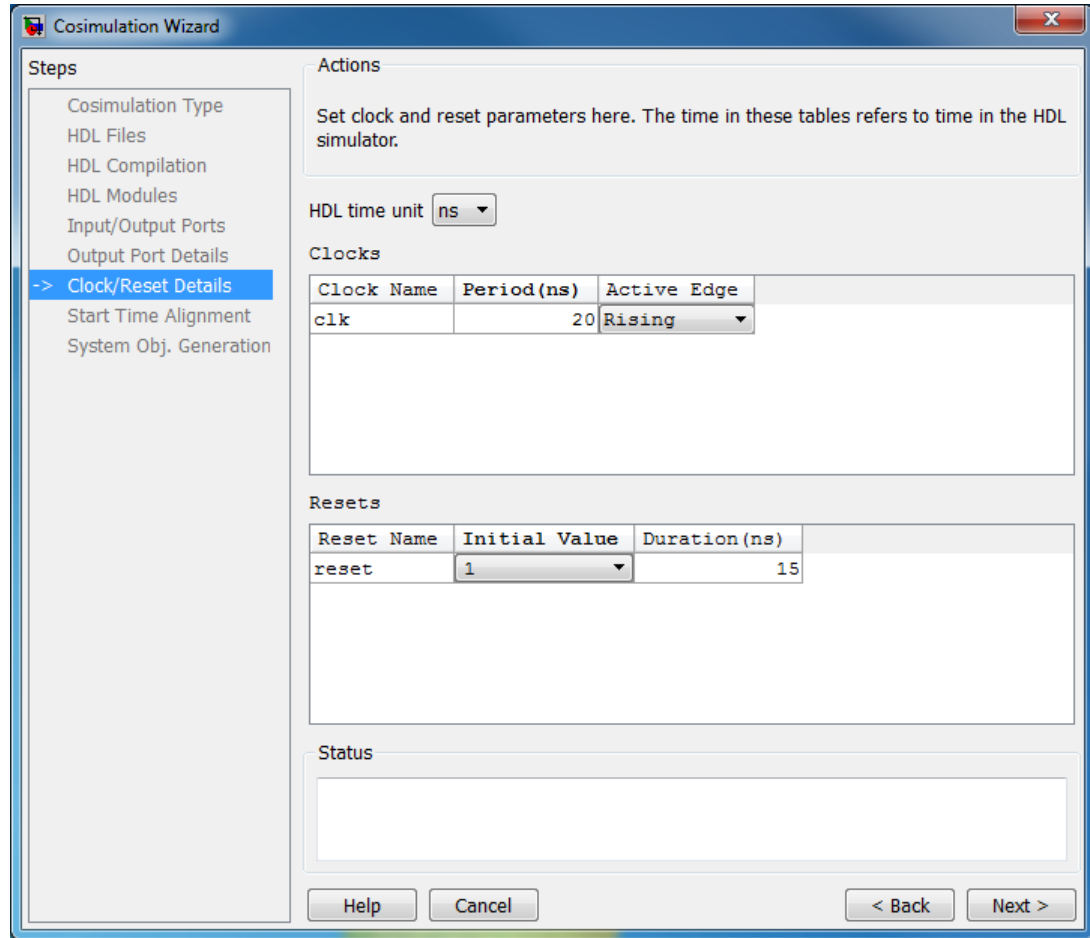 Cosimulation Wizard
x
Steps
Cosimulation Type
HDL Files
HDL Compilation
HDL Modules
Input/Output Ports
Output Port Details
-> Clock/Reset Details
Start Time Alignment
System Obj. Generation
Actions
Set clock and reset parameters here. The time in these tables refers to time in the HDL
simulator.
HDL time unit ns
Clocks
Clock Name Period(ns) Active Edge
clk 20 Rising
Resets
Reset Name Initial Value Duration(ns)
reset 1 15
Status
Help Cancel < Back Next >